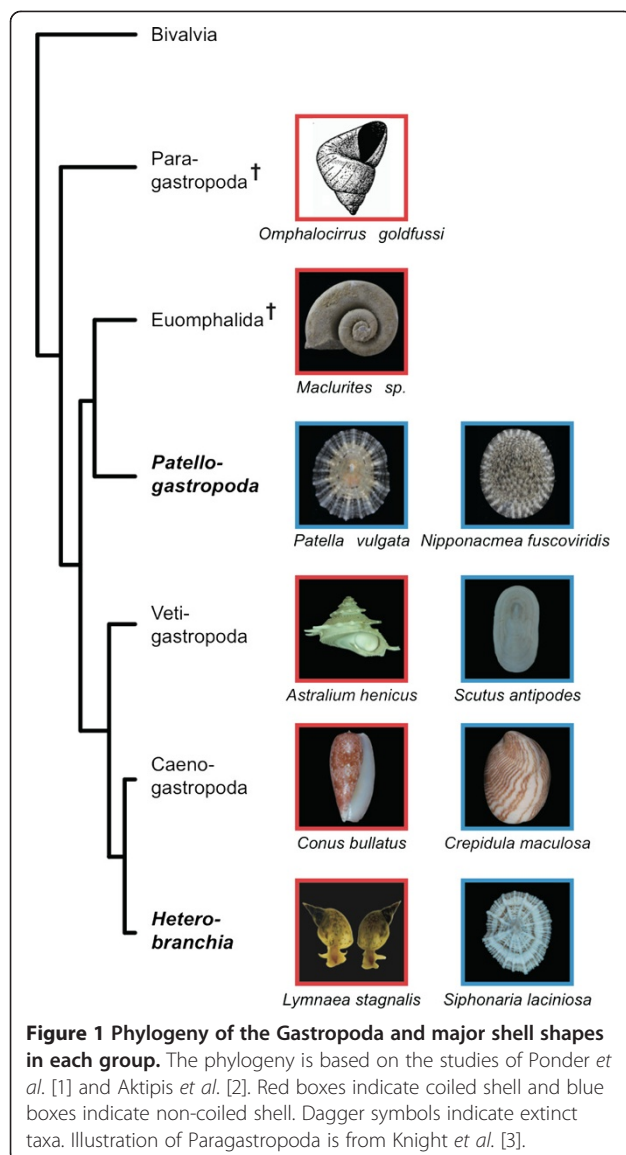 Bivalvia
Para-
gastropoda†
Omphalocirrus goldfussi
Euomphalida†
Maclurites sp.
Patello-
gastropoda
Patella vulgata Nipponacmea fuscoviridis
Veti-
gastropoda
Astralium henicus Scutus antipodes
Caeno-
gastropoda
Conus bullatus Crepidula maculosa
Hetero-
branchia
Lymnaea stagnalis Siphonaria laciniosa
Figure 1 Phylogeny of the Gastropoda and major shell shapes
in each group. The phylogeny is based on the studies of Ponder et
al. [1] and Aktipis et al. [2]. Red boxes indicate coiled shell and blue
boxes indicate non-coiled shell. Dagger symbols indicate extinct
taxa. Illustration of Paragastropoda is from Knight et al. [3].